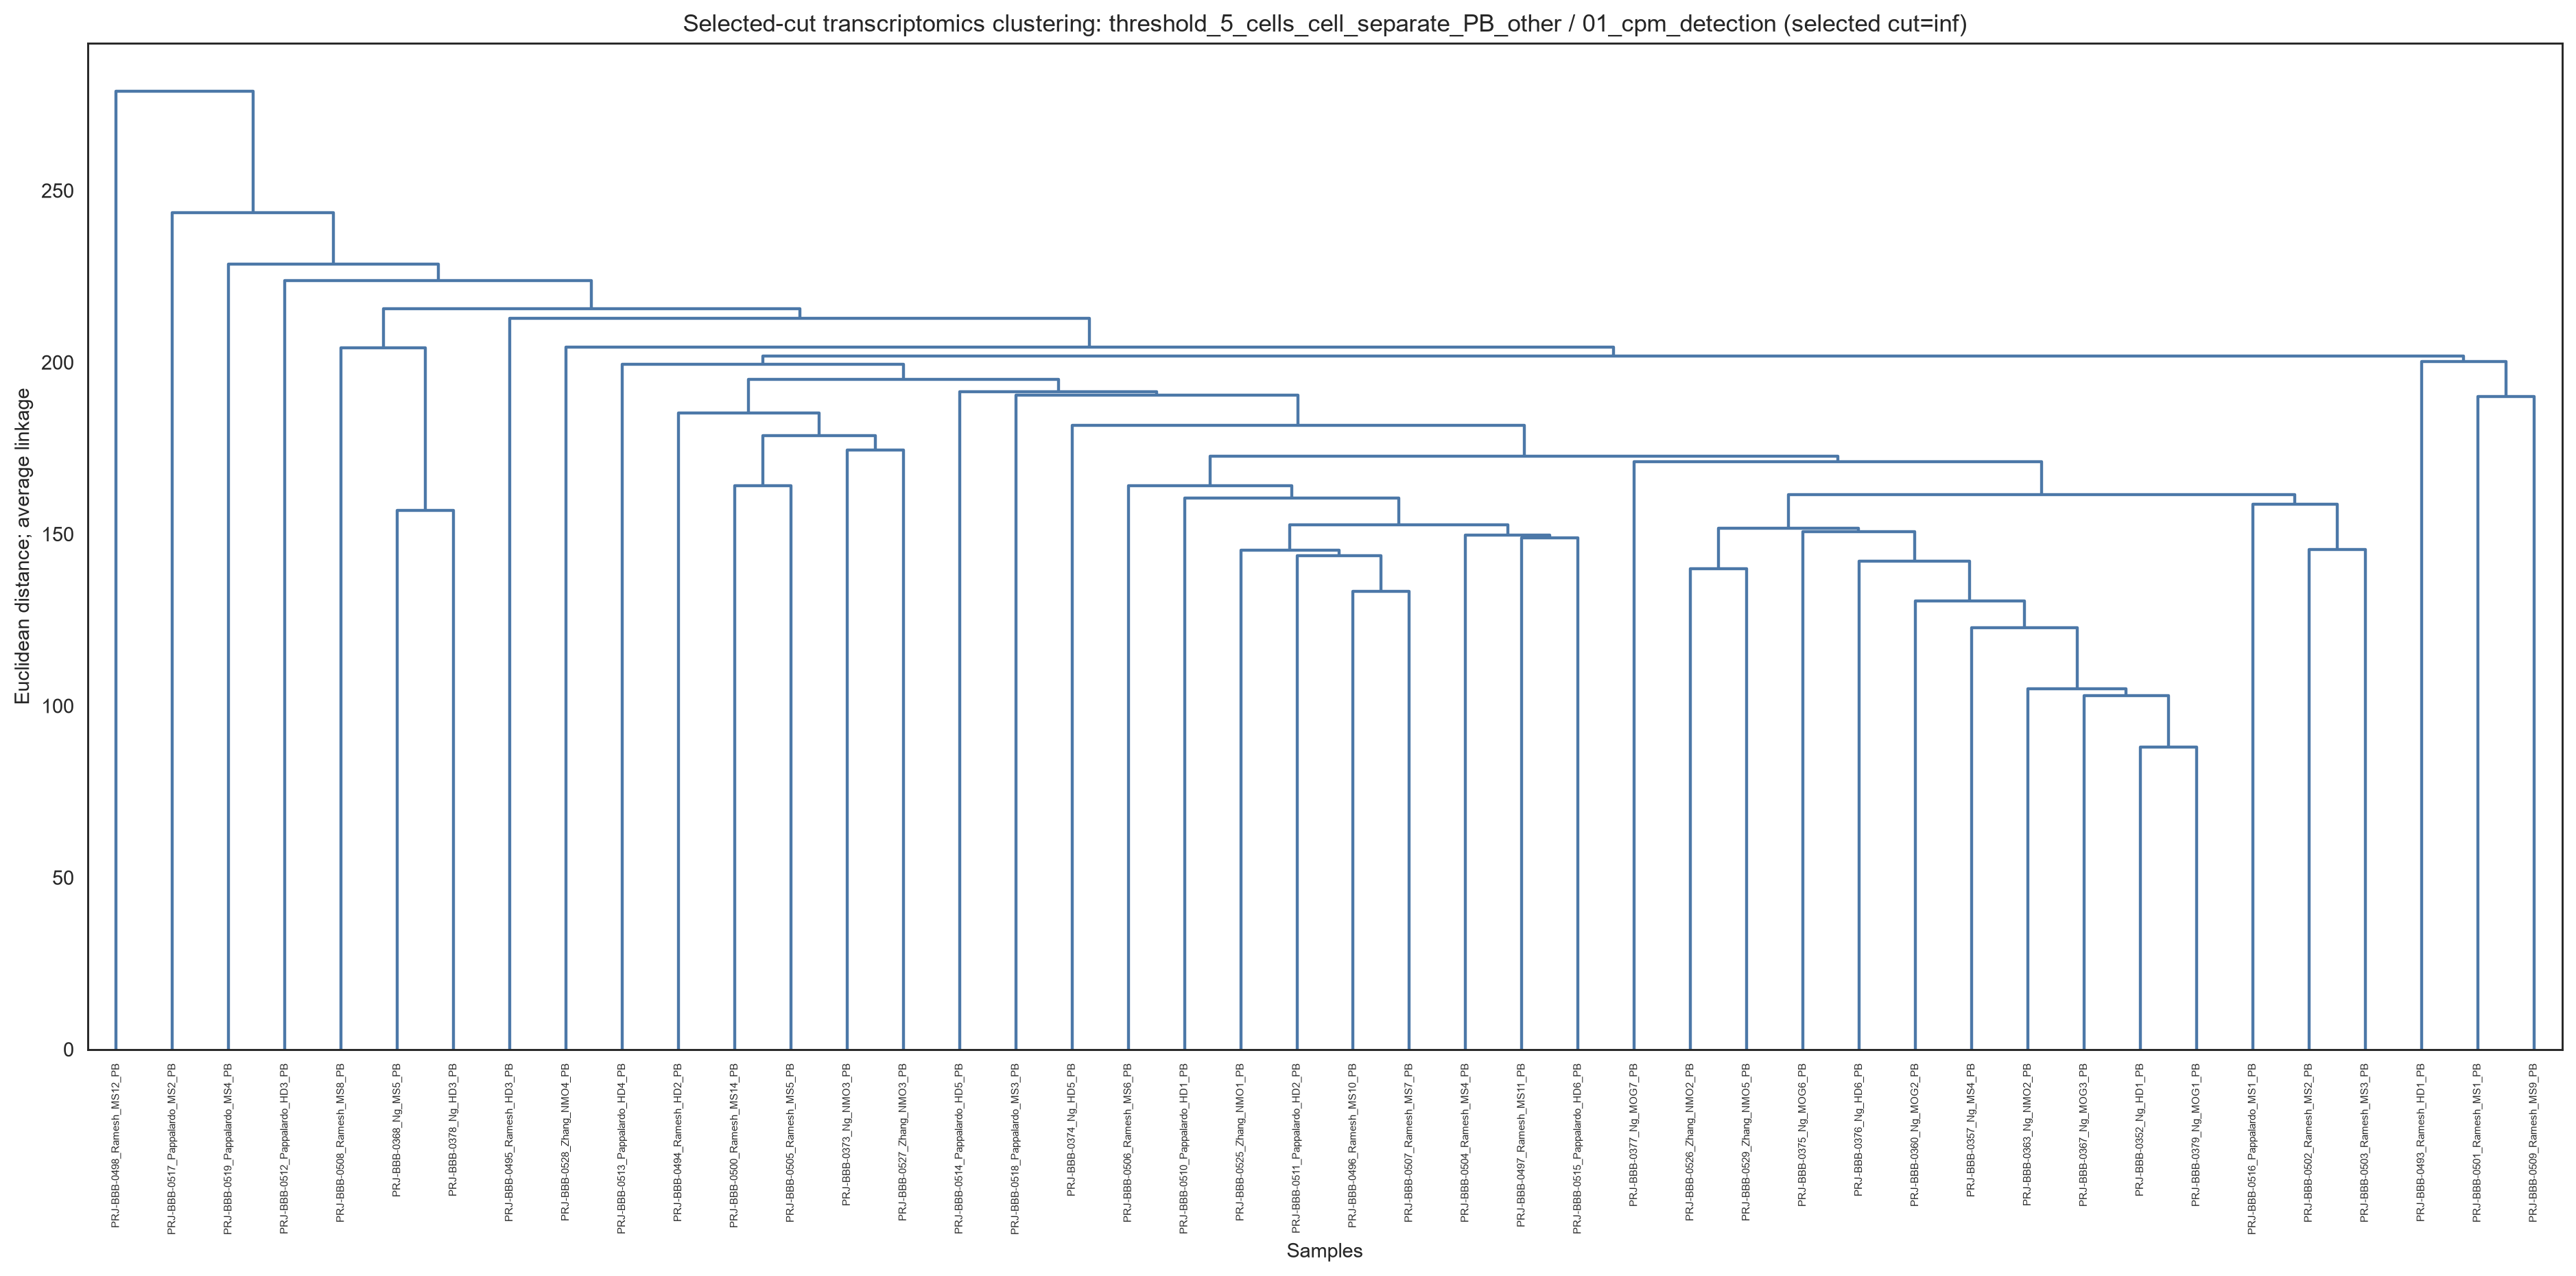 Selected-cut transcriptomics clustering: threshold_5_cells_cell_separate_PB_other / 01_cpm_detection (selected cut=inf)
Euclidean distance; average linkage
250
200
150
100
50
0
PRJ-BBB-0498_Ramesh_MS12_PB
PRJ-BBB-0517_Pappalardo_MS2_PB
PRJ-BBB-0519_Pappalardo_MS4_PB
PRJ-BBB-0512_Pappalardo_HD3_PB
PRJ-BBB-0508_Ramesh_MS8_PB
PRJ-BBB-0368_Ng_MS5_PB
PRJ-BBB-0378_Ng_HD3_PB
PRJ-BBB-0495_Ramesh_HD3_PB
PRJ-BBB-0528_Zhang_NMO4_PB
PRJ-BBB-0513_Pappalardo_HD4_PB
PRJ-BBB-0494_Ramesh_HD2_PB
PRJ-BBB-0500_Ramesh_MS14_PB
PRJ-BBB-0505_Ramesh_MS5_PB
PRJ-BBB-0373_Ng_NMO3_PB
PRJ-BBB-0527_Zhang_NMO3_PB
PRJ-BBB-0514_Pappalardo_HD5_PB
PRJ-BBB-0518_Pappalardo_MS3_PB
PRJ-BBB-0374_Ng_HD5_PB
PRJ-BBB-0506_Ramesh_MS6_PB
PRJ-BBB-0510_Pappalardo_HD1_PB
PRJ-BBB-0525_Zhang_NMO1_PB
PRJ-BBB-0511_Pappalardo_HD2_PB
PRJ-BBB-0496_Ramesh_MS10_PB
PRJ-BBB-0507_Ramesh_MS7_PB
PRJ-BBB-0504_Ramesh_MS4_PB
PRJ-BBB-0497_Ramesh_MS11_PB
PRJ-BBB-0515_Pappalardo_HD6_PB
PRJ-BBB-0377_Ng_MOG7_PB
PRJ-BBB-0526_Zhang_NMO2_PB
PRJ-BBB-0529_Zhang_NMO5_PB
PRJ-BBB-0375_Ng_MOG6_PB
PRJ-BBB-0376_Ng_HD6_PB
PRJ-BBB-0360_Ng_MOG2_PB
PRJ-BBB-0357_Ng_MS4_PB
PRJ-BBB-0363_Ng_NMO2_PB
PRJ-BBB-0367_Ng_MOG3_PB
PRJ-BBB-0352_Ng_HD1_PB
PRJ-BBB-0379_Ng_MOG1_PB
PRJ-BBB-0516_Pappalardo_MS1_PB
PRJ-BBB-0502_Ramesh_MS2_PB
PRJ-BBB-0503_Ramesh_MS3_PB
PRJ-BBB-0493_Ramesh_HD1_PB
PRJ-BBB-0501_Ramesh_MS1_PB
PRJ-BBB-0509_Ramesh_MS9_PB
Samples